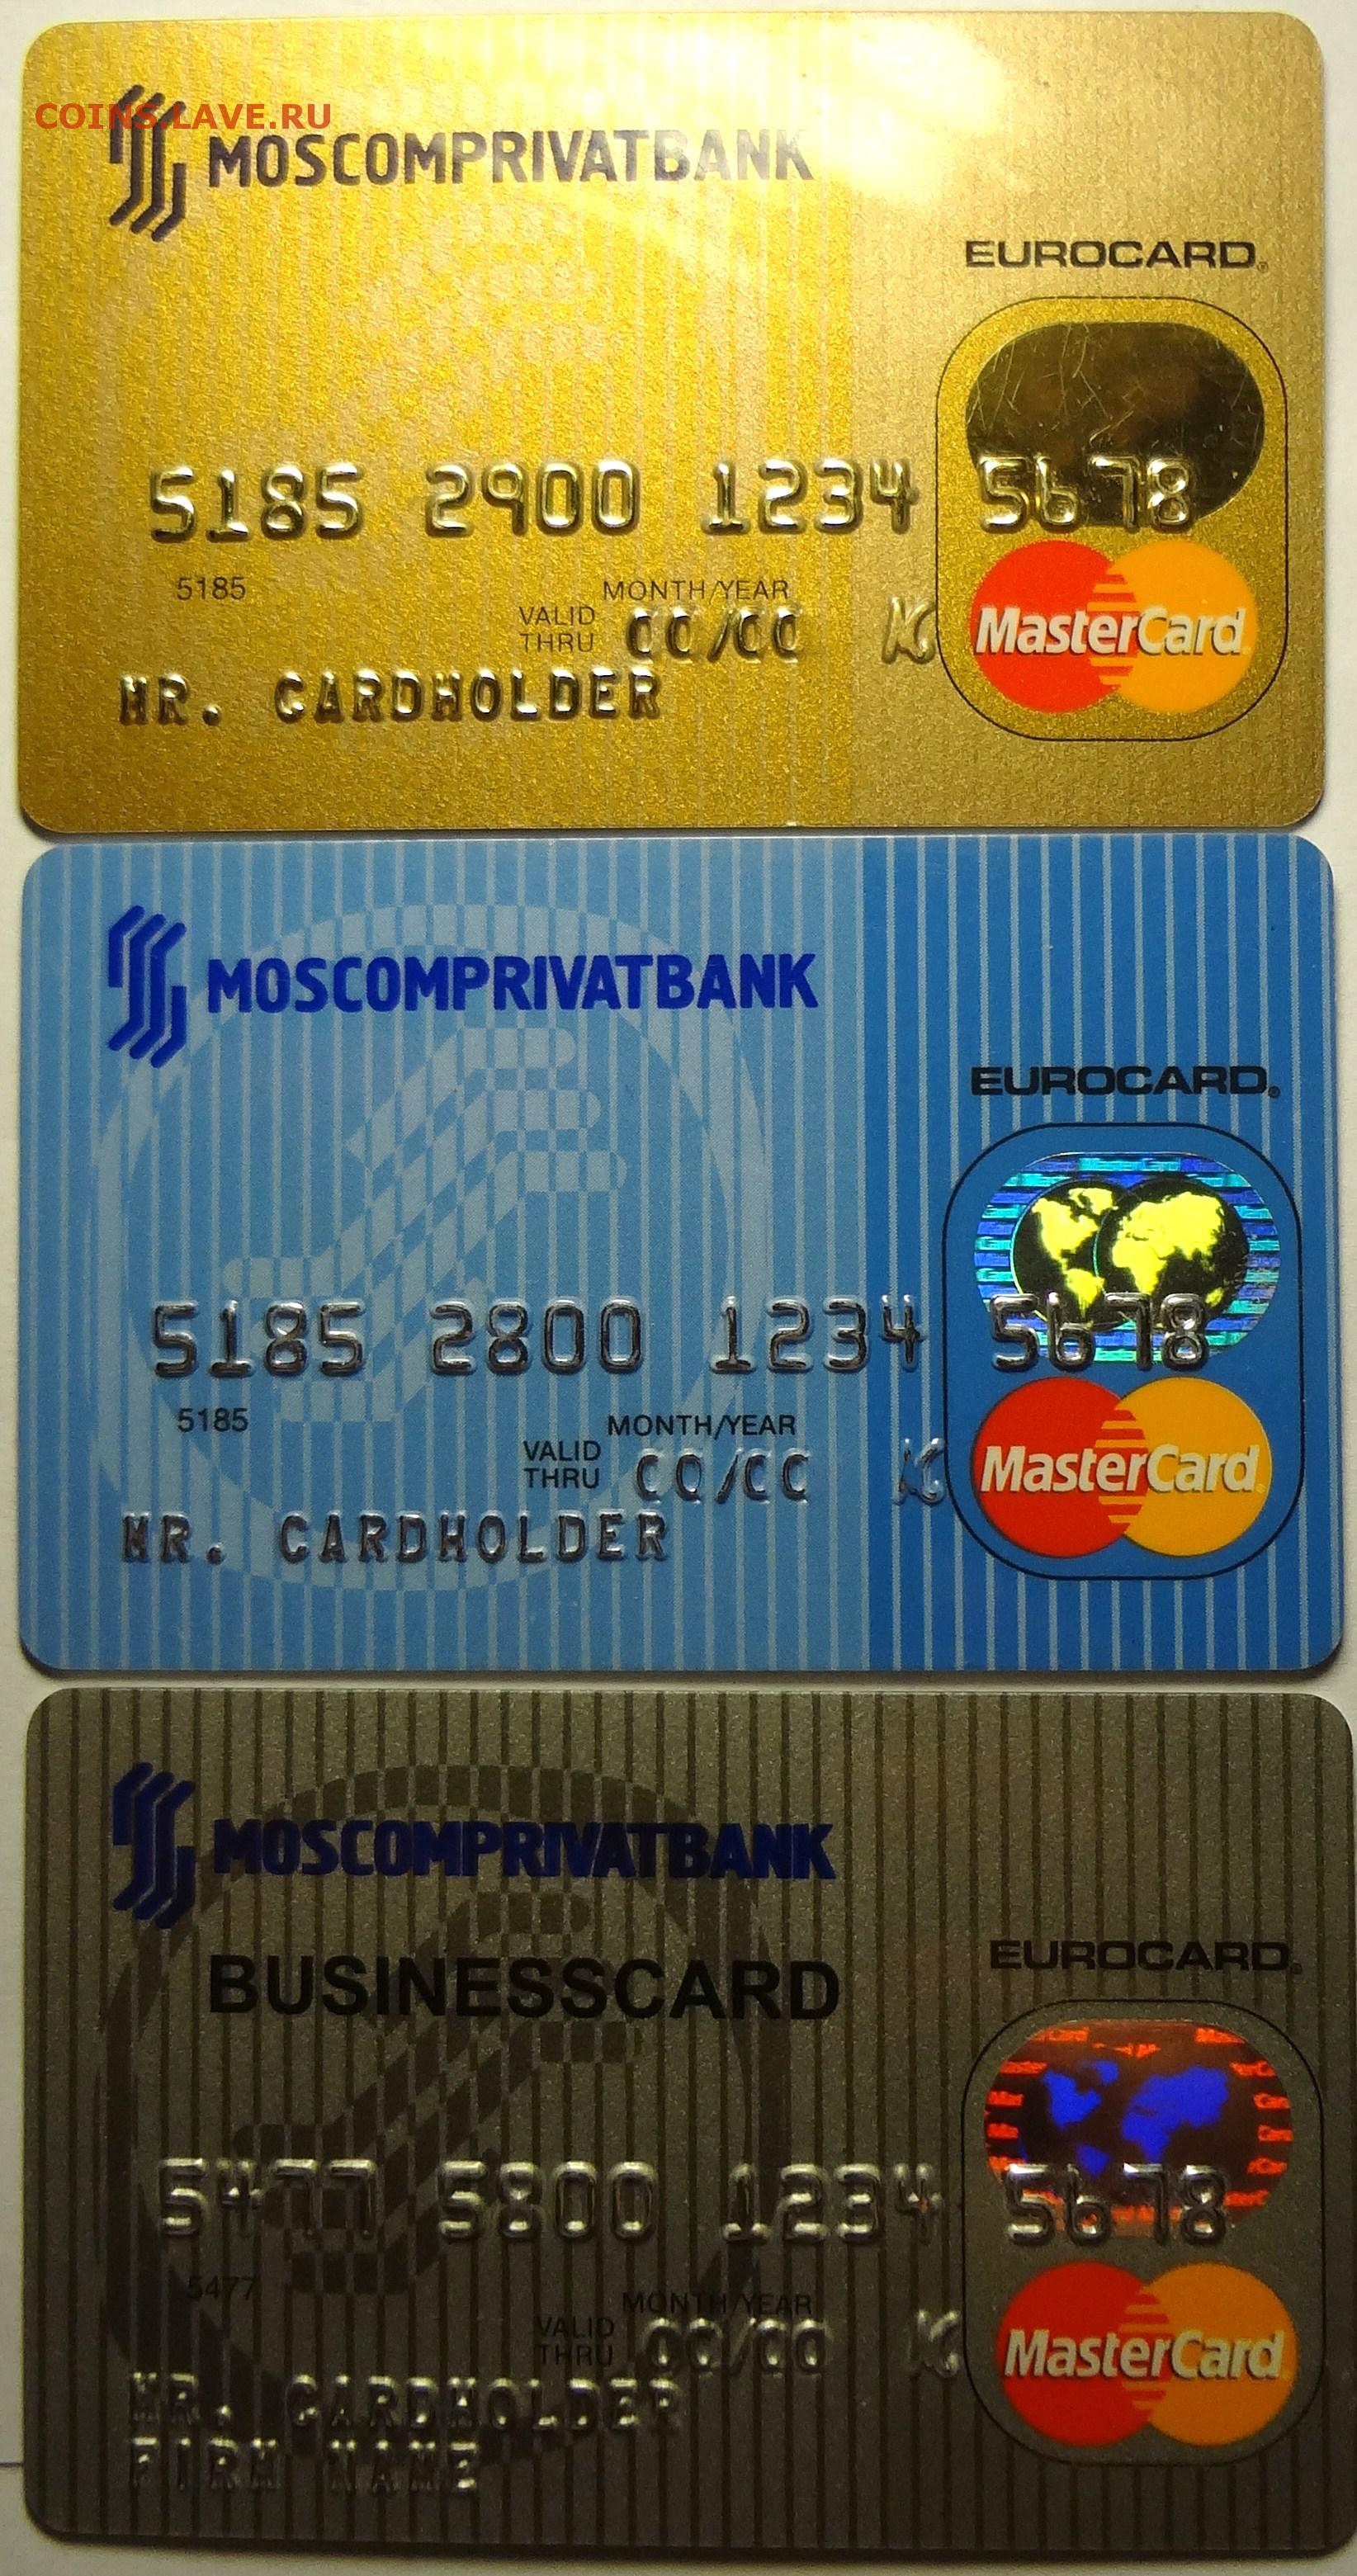 COINS.LAVE.RU
MOSCOMPRIVATBANK
EUROCARD®
5185 2900 1234 5678
5185
MONTH/YEAR
VALID THRU 00/00
MasterCard
MR. CARDHOLDER
MOSCOMPRIVATBANK
EUROCARD®
5185 2800 1234 5678
5185
MONTH/YEAR
VALID THRU 00/00
MasterCard
MR. CARDHOLDER
MOSCOMPRIVATBANK
BUSINESSCARD
EUROCARD®
5477 5800 1234 5678
5477
MONTH/YEAR
VALID THRU 00/00
MasterCard
MR. CARDHOLDER
FIRM NAME